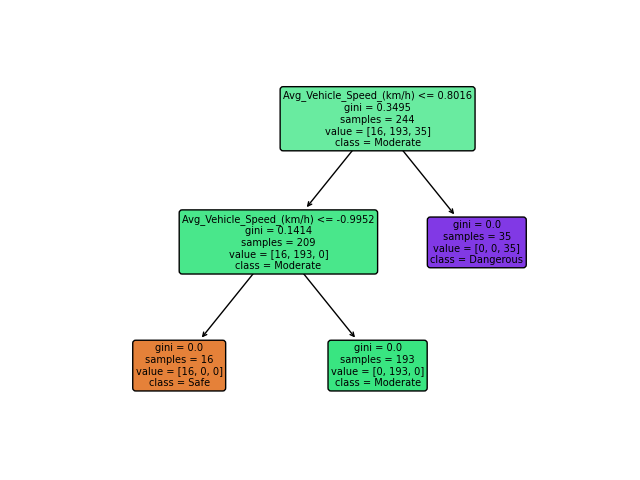 Avg_Vehicle_Speed_(km/h) <= 0.8016
gini = 0.3495
samples = 244
value = [16, 193, 35]
class = Moderate
Avg_Vehicle_Speed_(km/h) <= -0.9952
gini = 0.1414
samples = 209
value = [16, 193, 0]
class = Moderate
gini = 0.0
samples = 35
value = [0, 0, 35]
class = Dangerous
gini = 0.0
samples = 16
value = [16, 0, 0]
class = Safe
gini = 0.0
samples = 193
value = [0, 193, 0]
class = Moderate